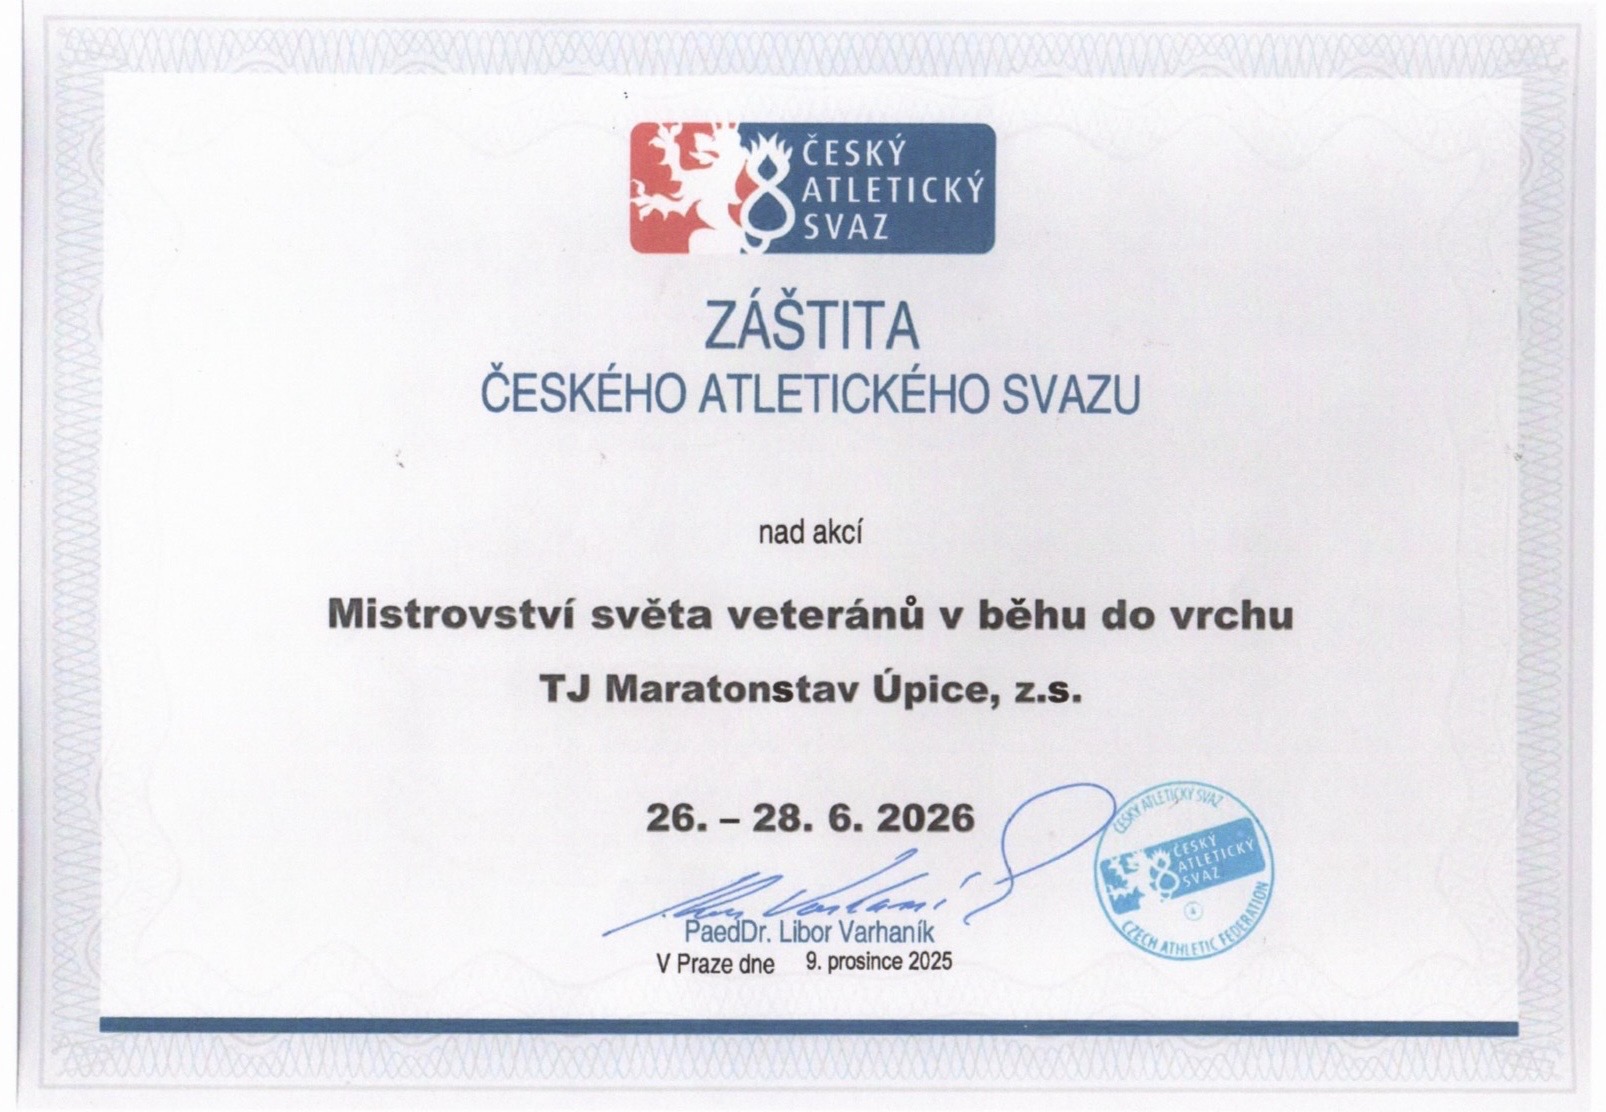 ČESKÝ
ATLETICKÝ
SVAZ
ZÁŠTITA
ČESKÉHO ATLETICKÉHO SVAZU
nad akcí
Mistrovství světa veteránů v běhu do vrchu
TJ Maratonstav Úpice, z.s.
26. – 28. 6. 2026
PaedDr. Libor Varhaník
V Praze dne 9. prosince 2025
ČESKÝ ATLETICKÝ SVAZ
ČESKÝ
ATLETICKÝ
SVAZ
CZECH ATHLETIC FEDERATION